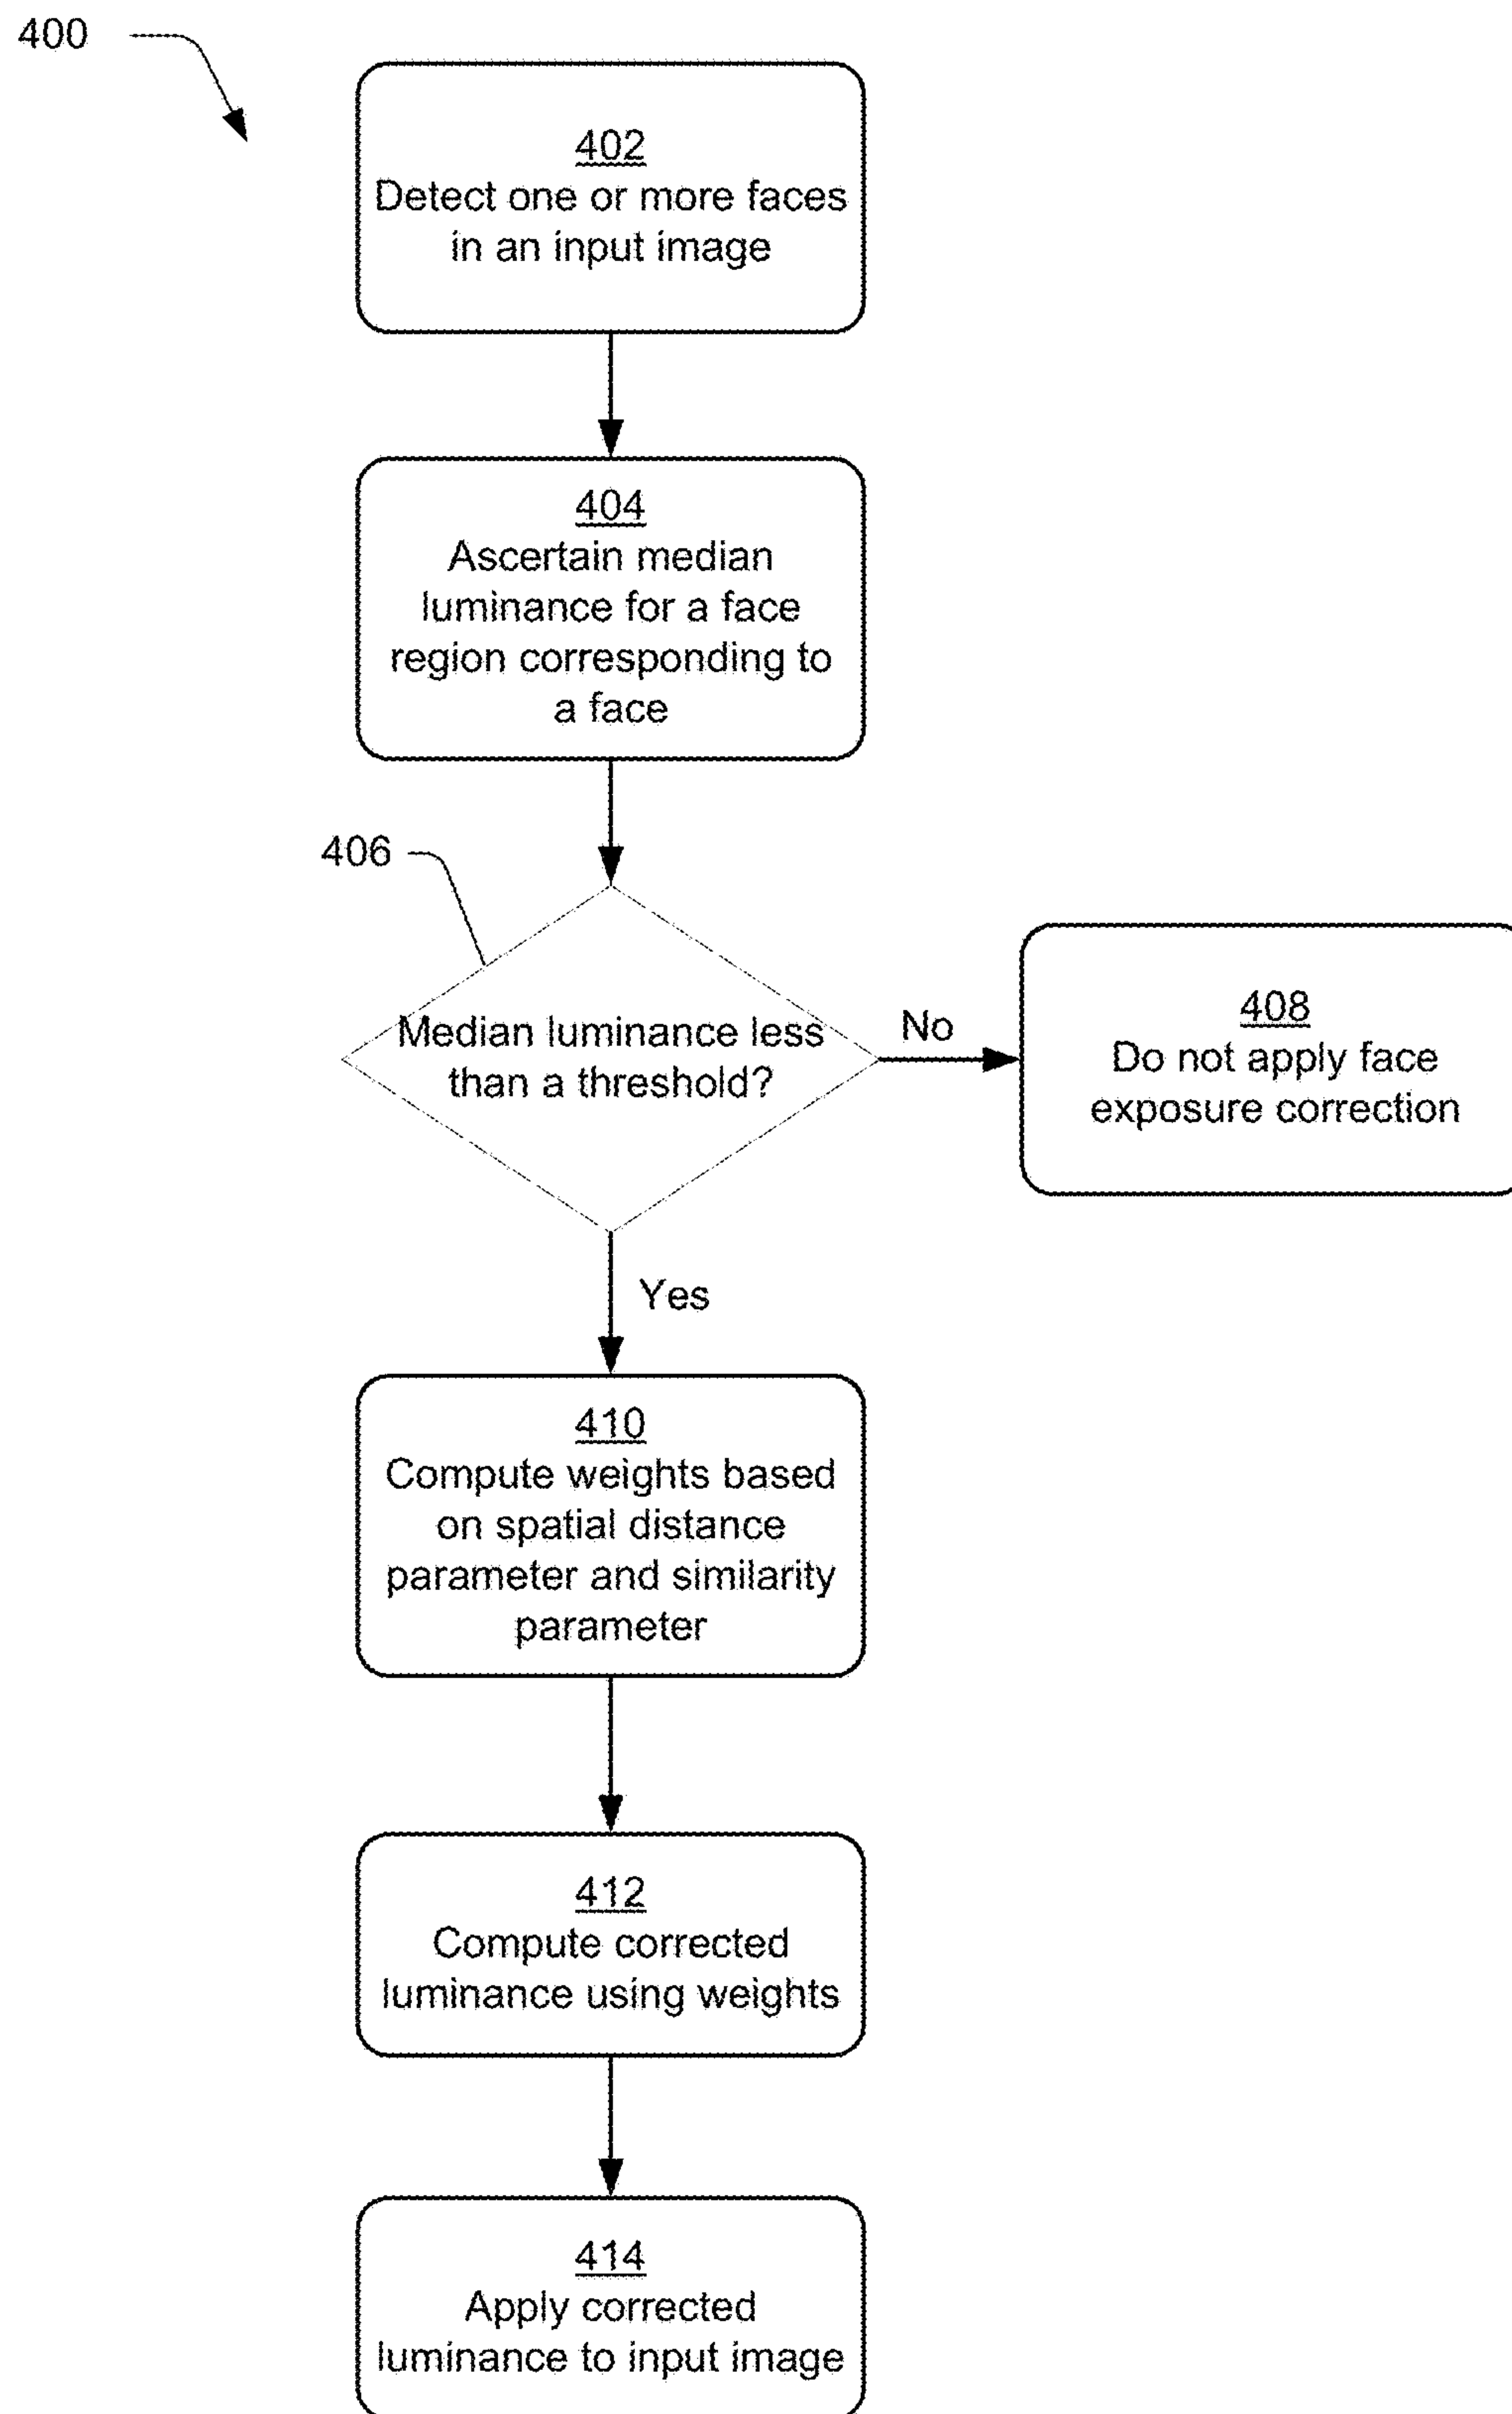 400
402
Detect one or more faces
in an input image
404
Ascertain median
luminance for a face
region corresponding to
a face
406
Median luminance less
than a threshold?
No
408
Do not apply face
exposure correction
Yes
410
Compute weights based
on spatial distance
parameter and similarity
parameter
412
Compute corrected
luminance using weights
414
Apply corrected
luminance to input image